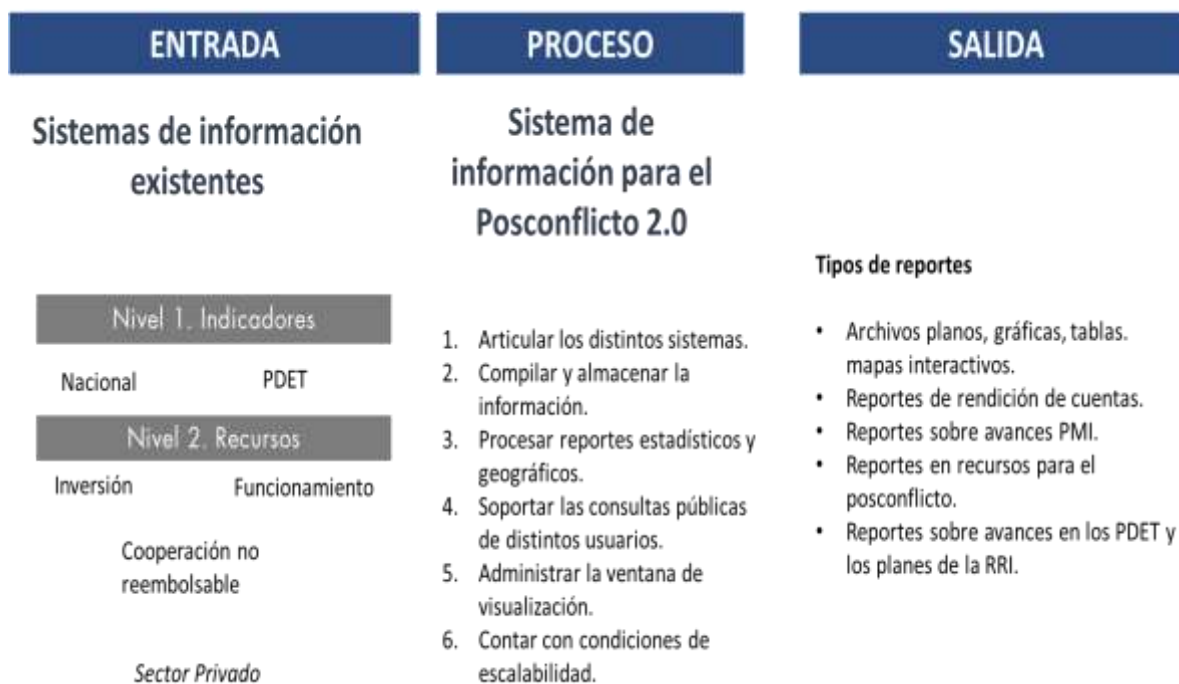 ENTRADA
Sistemas de información
existentes
Nivel 1. Indicadores
Nacional PDET
Nivel 2. Recursos
Inversión Funcionamiento
Cooperación no
reembolsable
Sector Privado
PROCESO
Sistema de
información para el
Posconflicto 2.0
1. Articular los distintos sistemas.
2. Compilar y almacenar la
información.
3. Procesar reportes estadísticos y
geográficos.
4. Soportar las consultas públicas
de distintos usuarios.
5. Administrar la ventana de
visualización.
6. Contar con condiciones de
escalabilidad.
SALIDA
Tipos de reportes
• Archivos planos, gráficas, tablas.
mapas interactivos.
• Reportes de rendición de cuentas.
• Reportes sobre avances PMI.
• Reportes en recursos para el
posconflicto.
• Reportes sobre avances en los PDET y
los planes de la RRI.